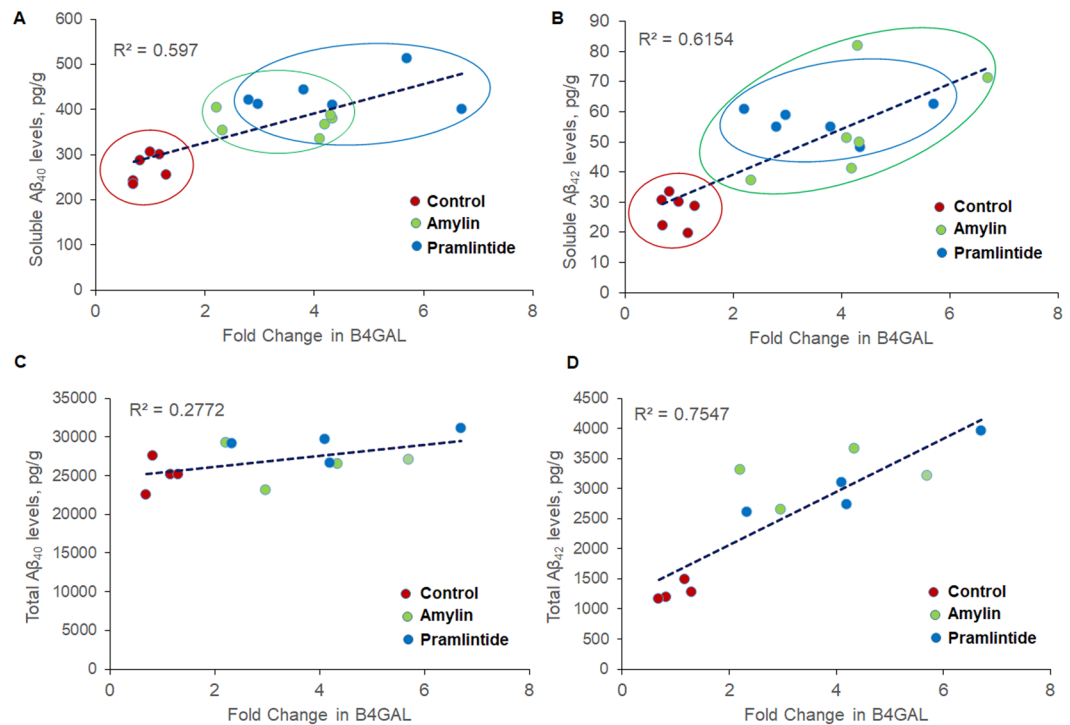 A
R² = 0.597
Soluble Aβ₄₀ levels, pg/g
600
500
400
300
200
100
0
0 2 4 6 8
Fold Change in B4GAL
Control
Amylin
Pramlintide
B
R² = 0.6154
Soluble Aβ₄₂ levels, pg/g
90
80
70
60
50
40
30
20
10
0
0 2 4 6 8
Fold Change in B4GAL
Control
Amylin
Pramlintide
C
R² = 0.2772
Total Aβ₄₀ levels, pg/g
35000
30000
25000
20000
15000
10000
5000
0
0 2 4 6 8
Fold Change in B4GAL
Control
Amylin
Pramlintide
D
R² = 0.7547
Total Aβ₄₂ levels, pg/g
4500
4000
3500
3000
2500
2000
1500
1000
500
0
0 2 4 6 8
Fold Change in B4GAL
Control
Amylin
Pramlintide